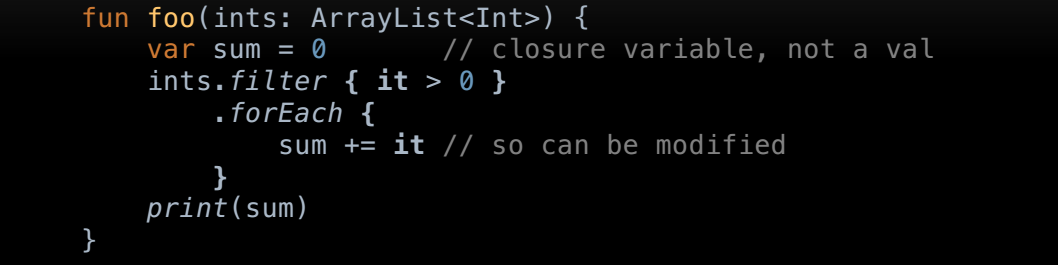 fun foo(ints: ArrayList<Int>) {
    var sum = 0       // closure variable, not a val
    ints.filter { it > 0 }
        .forEach {
            sum += it // so can be modified
        }
    print(sum)
}